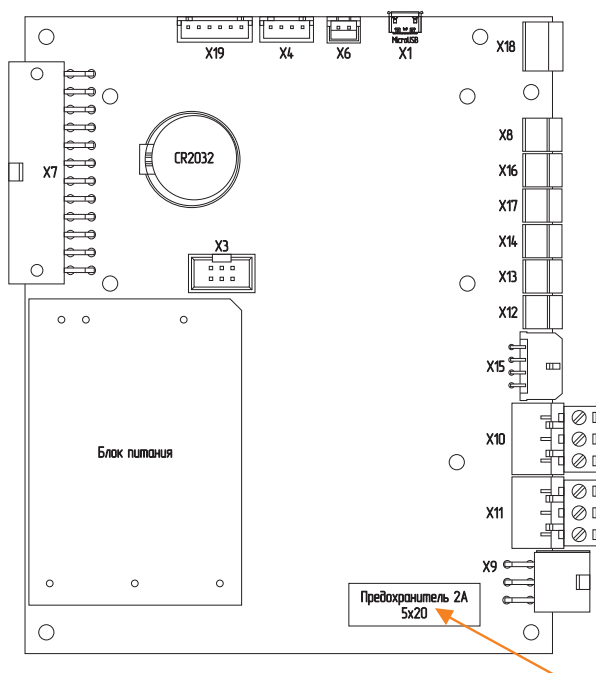 X19
X4
X6
X1
MicroUSB
X18
X7
CR2032
X8
X16
X17
X3
X14
X13
X12
X15
X10
Блок питания
X11
X9
Предохранитель 2А
5x20